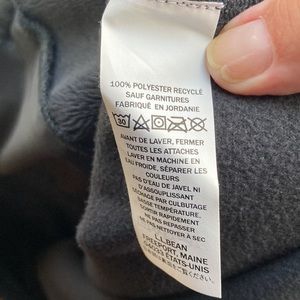 100% POLYESTER RECYCLÉ
SAUF GARNITURES
FABRIQUÉ EN JORDANIE
30
AVANT DE LAVER, FERMER
TOUTES LES ATTACHES
LAVER EN MACHINE EN
EAU FROIDE, SÉPARER LES
COULEURS
PAS D'EAU DE JAVEL NI
D'ASSOUPLISSANT
SÉCHAGE PAR CULBUTAGE
BASSE TEMPÉRATURE,
RETIRER RAPIDEMENT
NE PAS REPASSER
NE PAS NETTOYER À SEC
L.L.BEAN
FREEPORT, MAINE
04033 ÉTATS-UNIS